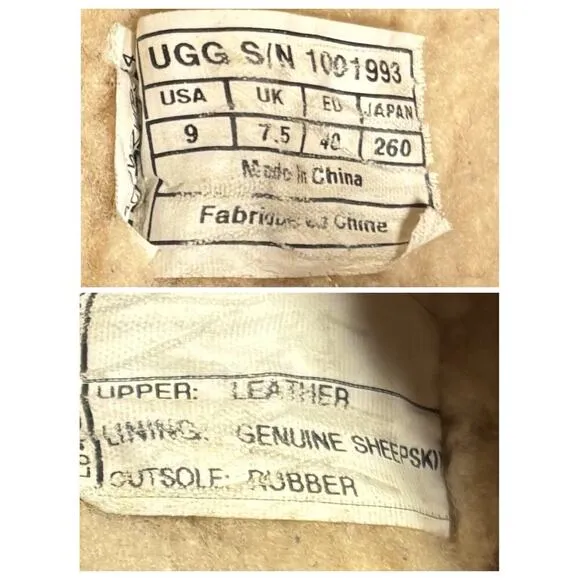 UGG S/N 1001993
USA UK EU JAPAN
9 7.5 40 260
Made in China
Fabriqué en Chine
UPPER: LEATHER
LINING: GENUINE SHEEPSKI
OUTSOLE: RUBBER